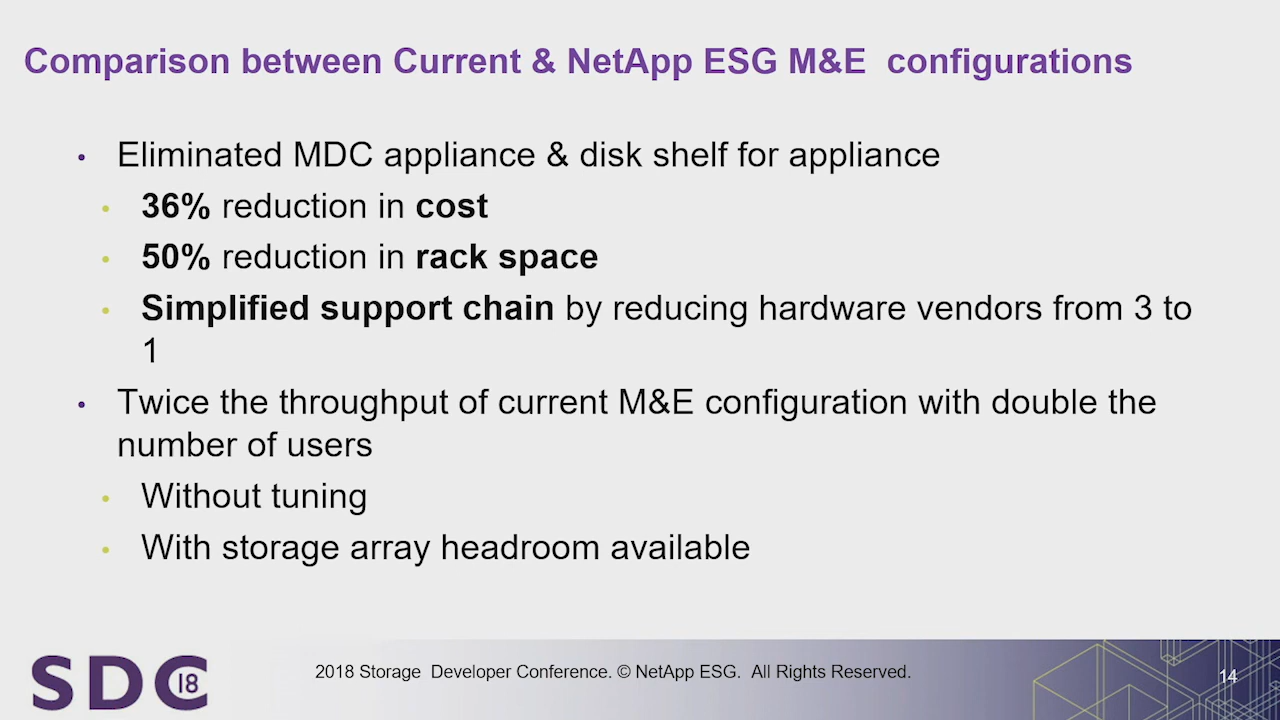 Comparison between Current & NetApp ESG M&E configurations
• Eliminated MDC appliance & disk shelf for appliance
• 36% reduction in cost
• 50% reduction in rack space
• Simplified support chain by reducing hardware vendors from 3 to
1
• Twice the throughput of current M&E configuration with double the
number of users
• Without tuning
• With storage array headroom available
SDC 18
2018 Storage Developer Conference. © NetApp ESG. All Rights Reserved.
14